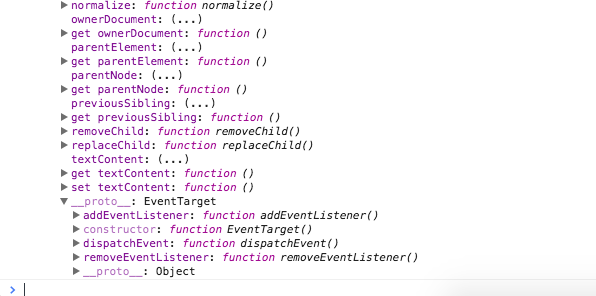 normalize: function normalize()
ownerDocument: (...)
get ownerDocument: function ()
parentElement: (...)
get parentElement: function ()
parentNode: (...)
get parentNode: function ()
previousSibling: (...)
get previousSibling: function ()
removeChild: function removeChild()
replaceChild: function replaceChild()
textContent: (...)
get textContent: function ()
set textContent: function ()
__proto__: EventTarget
addEventListener: function addEventListener()
constructor: function EventTarget()
dispatchEvent: function dispatchEvent()
removeEventListener: function removeEventListener()
__proto__: Object